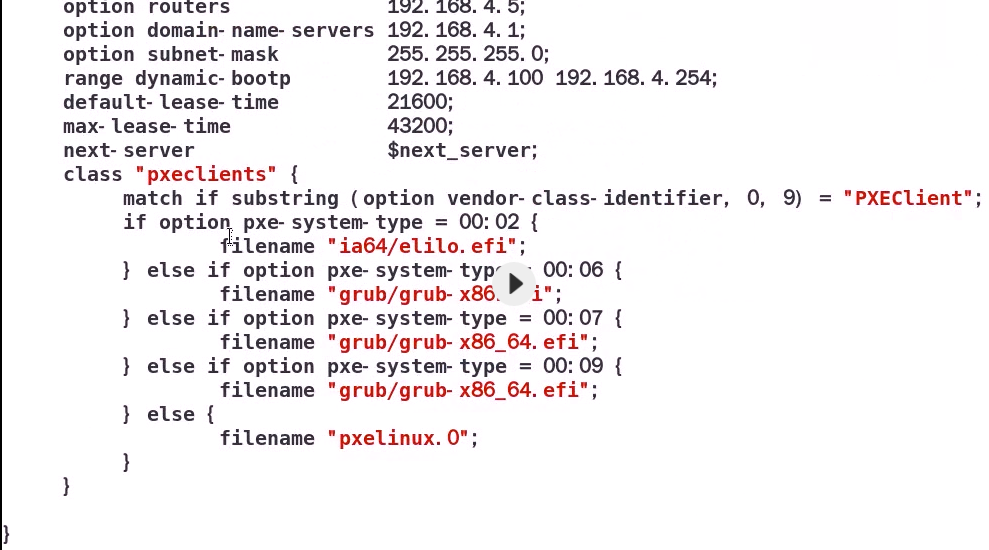 option routers 192.168.4.5;
option domain-name-servers 192.168.4.1;
option subnet-mask 255.255.255.0;
range dynamic-bootp 192.168.4.100 192.168.4.254;
default-lease-time 21600;
max-lease-time 43200;
next-server $next_server;
class "pxeclients" {
match if substring (option vendor-class-identifier, 0, 9) = "PXEClient";
if option pxe-system-type = 00:02 {
filename "ia64/elilo.efi";
} else if option pxe-system-type 00:06 {
filename "grub/grub-x86. i";
} else if option pxe-system-type = 00:07 {
filename "grub/grub-x86_64.efi";
} else if option pxe-system-type = 00:09 {
filename "grub/grub-x86_64.efi";
} else {
filename "pxelinux.0";
}
}
}